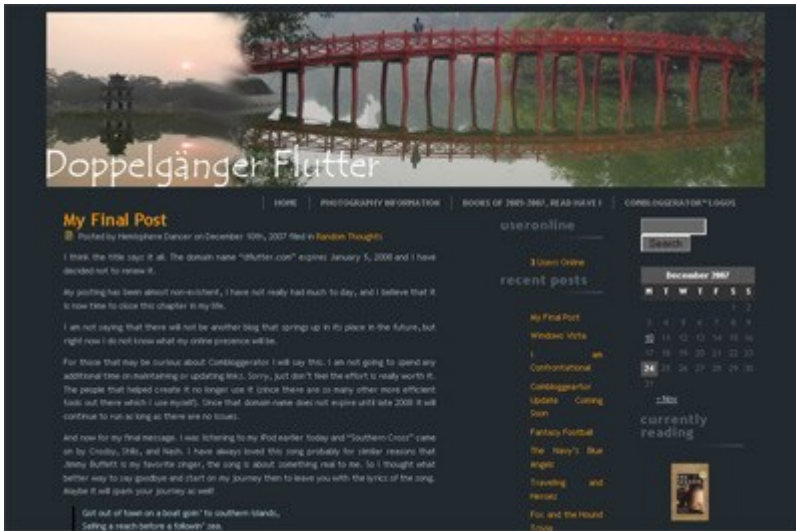 Doppelgänger Flutter
HOME PHOTOGRAPHY INFORMATION BOOKS OF 2005-2007, READ HAVE I COMBLOGGERATOR™ LOGOS
My Final Post
Posted by Hemisphere Dancer on December 10th, 2007 filed in Random Thoughts
I think the title says it all. The domain name "dflutter.com" expires January 5, 2008 and I have
decided not to renew it.
My posting has been almost non-existent, I have not really had much to day, and I believe that it
is now time to close this chapter in my life.
I am not saying that there will not be another blog that springs up in its place in the future, but
right now I do not know what my online presence will be.
For those that may be curious about Combloggerator I will say this. I am not going to spend any
additional time on maintaining or updating links. Sorry, just don't feel the effort is really worth it.
The people that helped create it no longer use it (since there are so many other more efficient
tools out there which I use myself). Since that domain name does not expire until late 2008 it will
continue to run as long as there are no issues.
And now for my final message. I was listening to my iPod earlier today and "Southern Cross" came
on by Crosby, Stills, and Nash. I have always loved this song probably for similar reasons that
Jimmy Buffett is my favorite singer, the song is about something real to me. So I thought what
better way to say goodbye and start on my journey then to leave you with the lyrics of the song.
Maybe it will spark your journey as well!
Got out of town on a boat goin' to southern islands,
Sailing a reach before a followin' sea.
useronline
3 Users Online
recent posts
My Final Post
Windows Vista
I am
Confrontational
Combloggeartor
Update Coming
Soon
Fantasy Football
The Navy's Blue
Angels
Traveling and
Heroes
Fox and the Hound
Trivia
Search
December 2007
M T W T F S S
1 2
3 4 5 6 7 8 9
10 11 12 13 14 15 16
17 18 19 20 21 22 23
24 25 26 27 28 29 30
31
« Nov
currently
reading